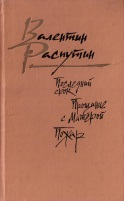 Валентин
Распутин
Последний
срок
Прощание
с Матёрой
Пожар